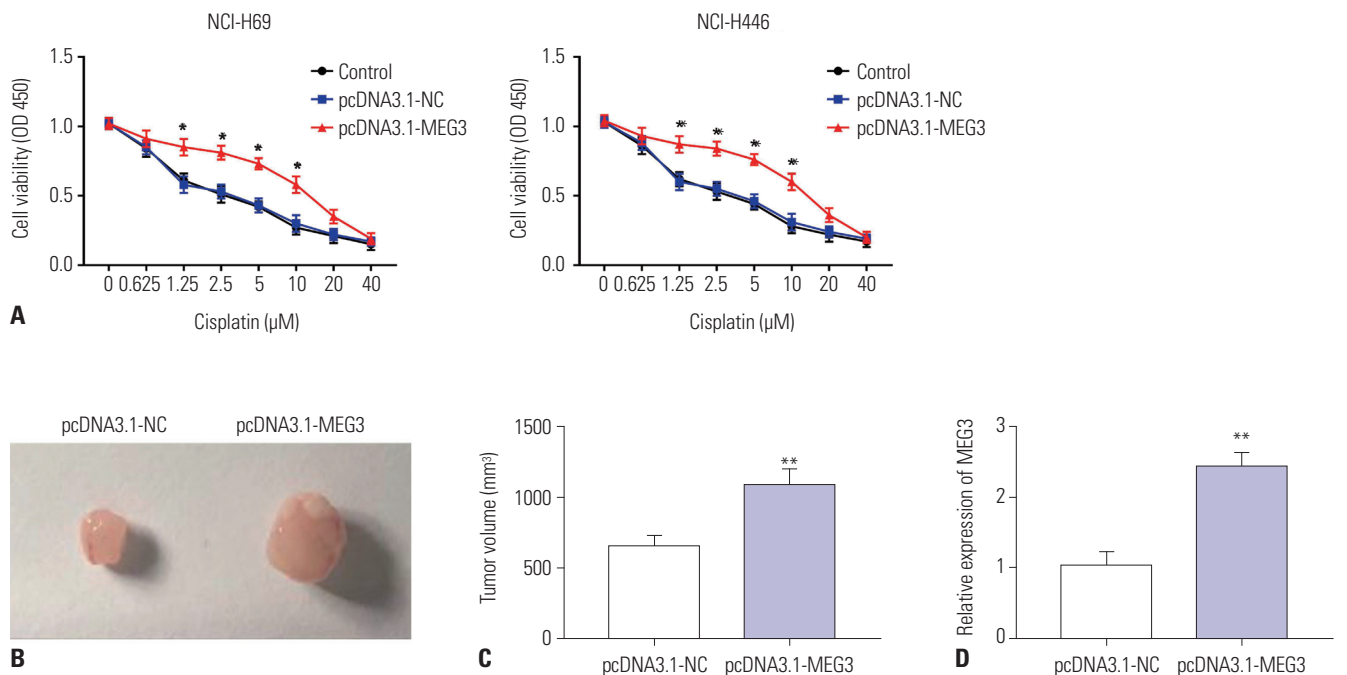 NCI-H69
Cell viability (OD 450)
1.5
1.0
0.5
0.0
Control
pcDNA3.1-NC
pcDNA3.1-MEG3
* * * *
0 0.625 1.25 2.5 5 10 20 40
Cisplatin (µM)
A
NCI-H446
Cell viability (OD 450)
1.5
1.0
0.5
0.0
Control
pcDNA3.1-NC
pcDNA3.1-MEG3
* * * *
0 0.625 1.25 2.5 5 10 20 40
Cisplatin (µM)
pcDNA3.1-NC pcDNA3.1-MEG3
B
Tumor volume (mm³)
1500
1000
500
0
**
pcDNA3.1-NC pcDNA3.1-MEG3
C
Relative expression of MEG3
3
2
1
0
**
pcDNA3.1-NC pcDNA3.1-MEG3
D